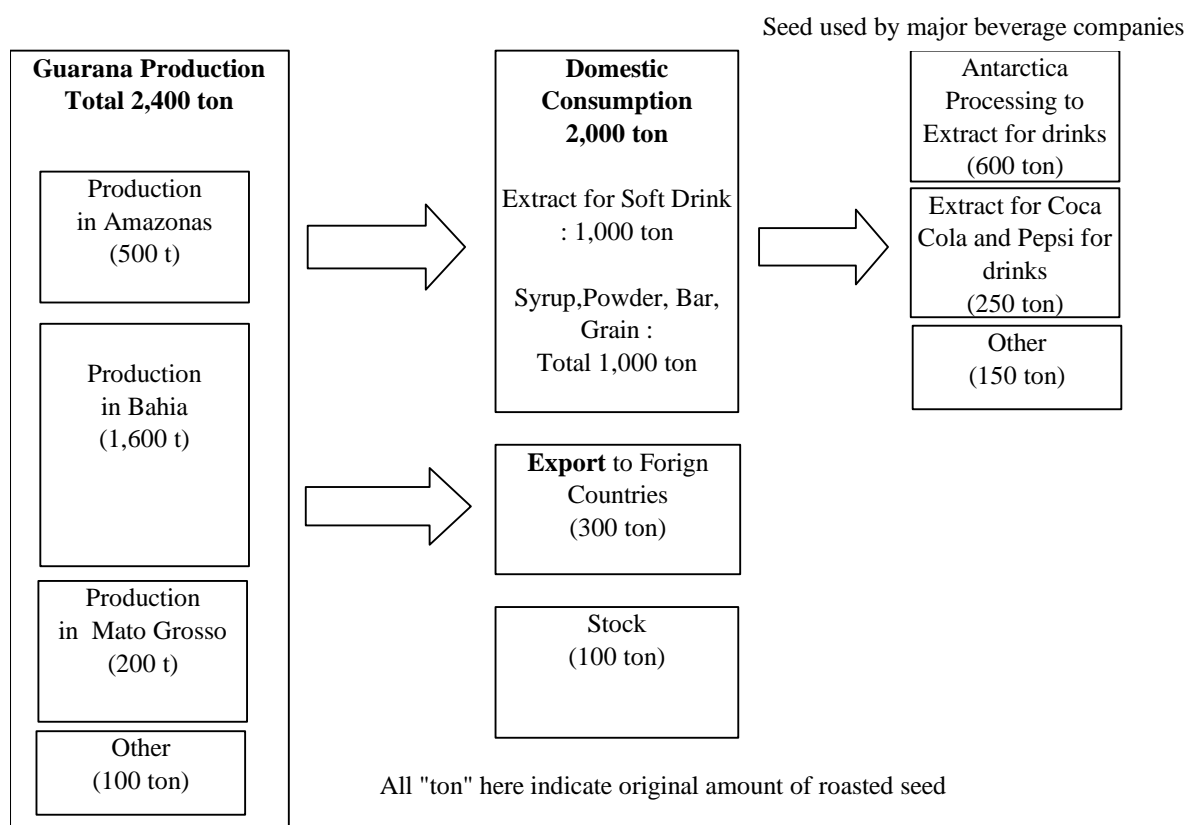 Seed used by major beverage companies
Guarana Production
Total 2,400 ton
Production
in Amazonas
(500 t)
Production
in Bahia
(1,600 t)
Production
in  Mato Grosso
(200 t)
Other
(100 ton)
Domestic
Consumption
2,000 ton
Extract for Soft Drink
: 1,000 ton
Syrup,Powder, Bar,
Grain :
Total 1,000 ton
Export to Forign
Countries
(300 ton)
Stock
(100 ton)
Antarctica
Processing to
Extract for drinks
(600 ton)
Extract for Coca
Cola and Pepsi for
drinks
(250 ton)
Other
(150 ton)
All "ton" here indicate original amount of roasted seed